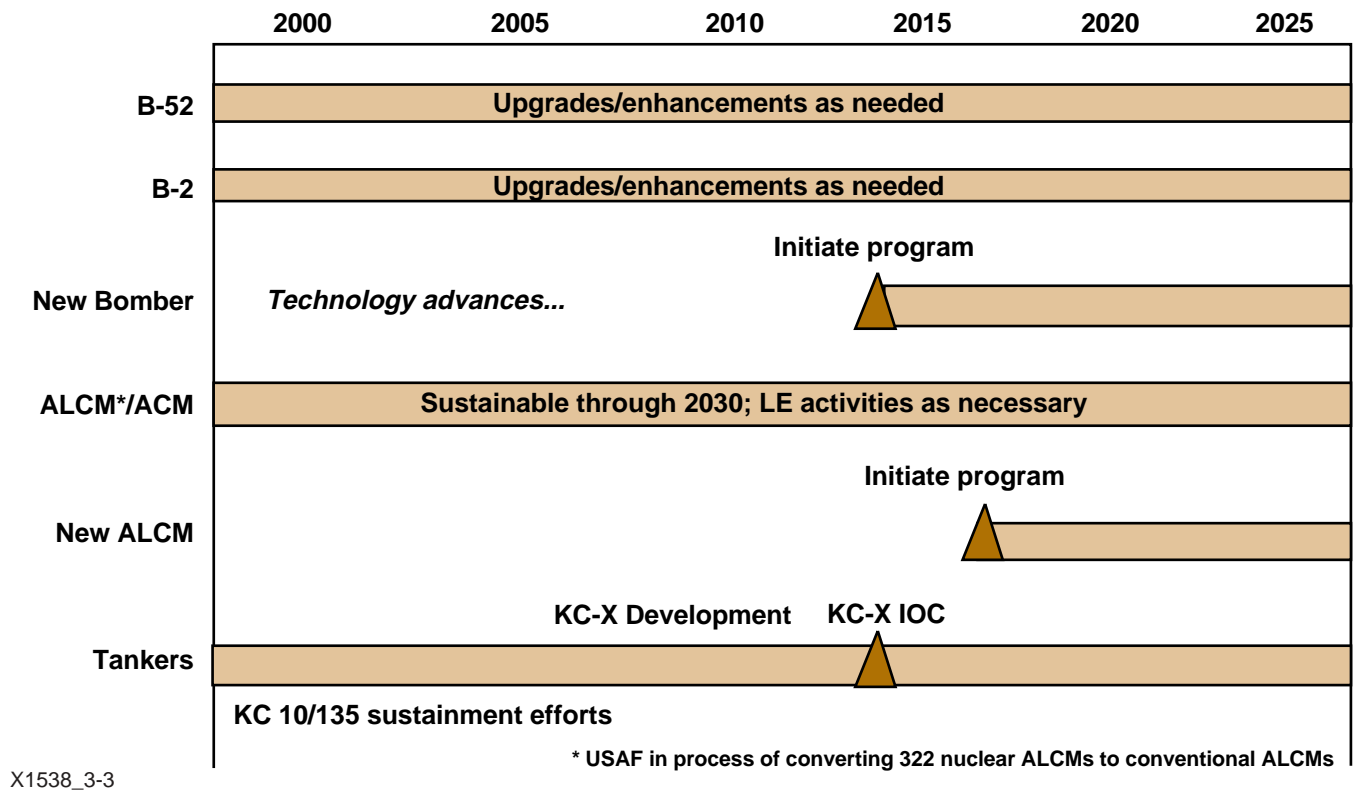 2000 2005 2010 2015 2020 2025
B-52 Upgrades/enhancements as needed
B-2 Upgrades/enhancements as needed
Initiate program
New Bomber Technology advances...
ALCM*/ACM Sustainable through 2030; LE activities as necessary
Initiate program
New ALCM
KC-X Development KC-X IOC
Tankers
KC 10/135 sustainment efforts
* USAF in process of converting 322 nuclear ALCMs to conventional ALCMs
X1538_3-3